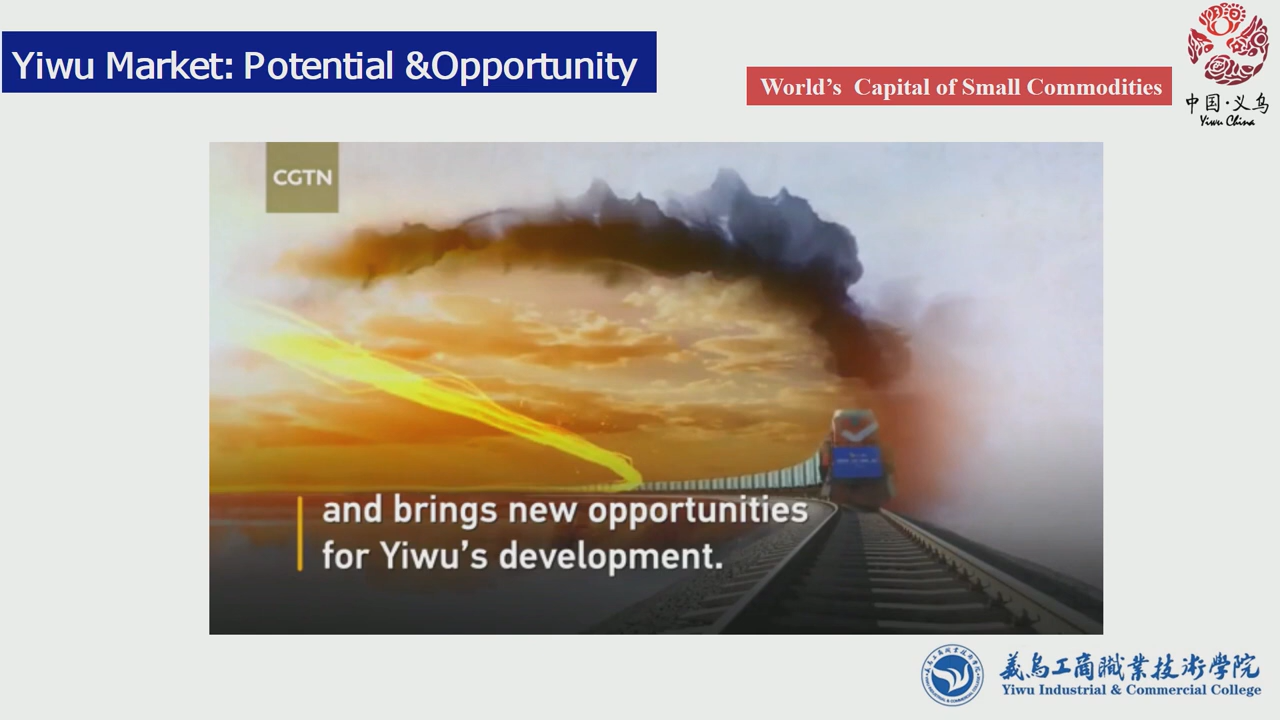 Yiwu Market: Potential &Opportunity
World's  Capital of Small Commodities
中国·义乌
Yiwu China
CGTN
and brings new opportunities
for Yiwu's development.
義烏工商職業技術學院
Yiwu Industrial & Commercial College